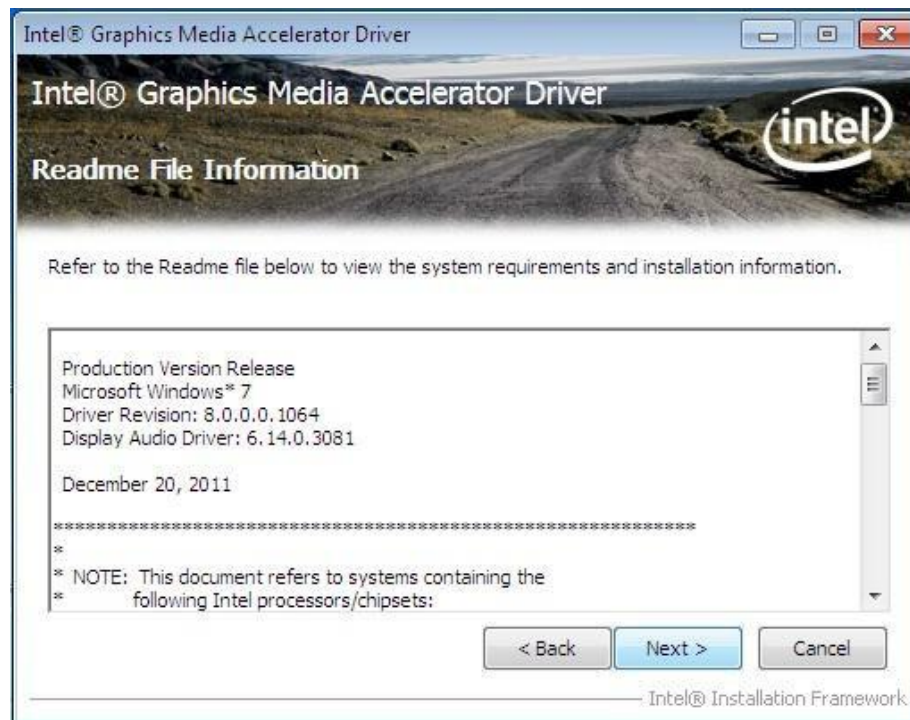 Intel® Graphics Media Accelerator Driver
Intel® Graphics Media Accelerator Driver
intel
Readme File Information
Refer to the Readme file below to view the system requirements and installation information.
Production Version Release
Microsoft Windows* 7
Driver Revision: 8.0.0.0.1064
Display Audio Driver: 6.14.0.3081
December 20, 2011
****************************************************************
*
* NOTE: This document refers to systems containing the
* following Intel processors/chipsets:
< Back
Next >
Cancel
Intel® Installation Framework